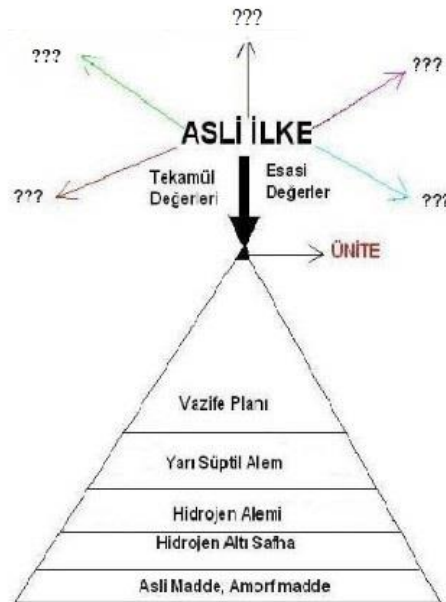 ???
???
???
ASLİ İLKE
Tekamül
Değerleri
Esasi
Değerler
???
???
ÜNİTE
Vazife Planı
Yarı Süptil Alem
Hidrojen Alemi
Hidrojen Altı Safha
Asli Madde, Amorf madde